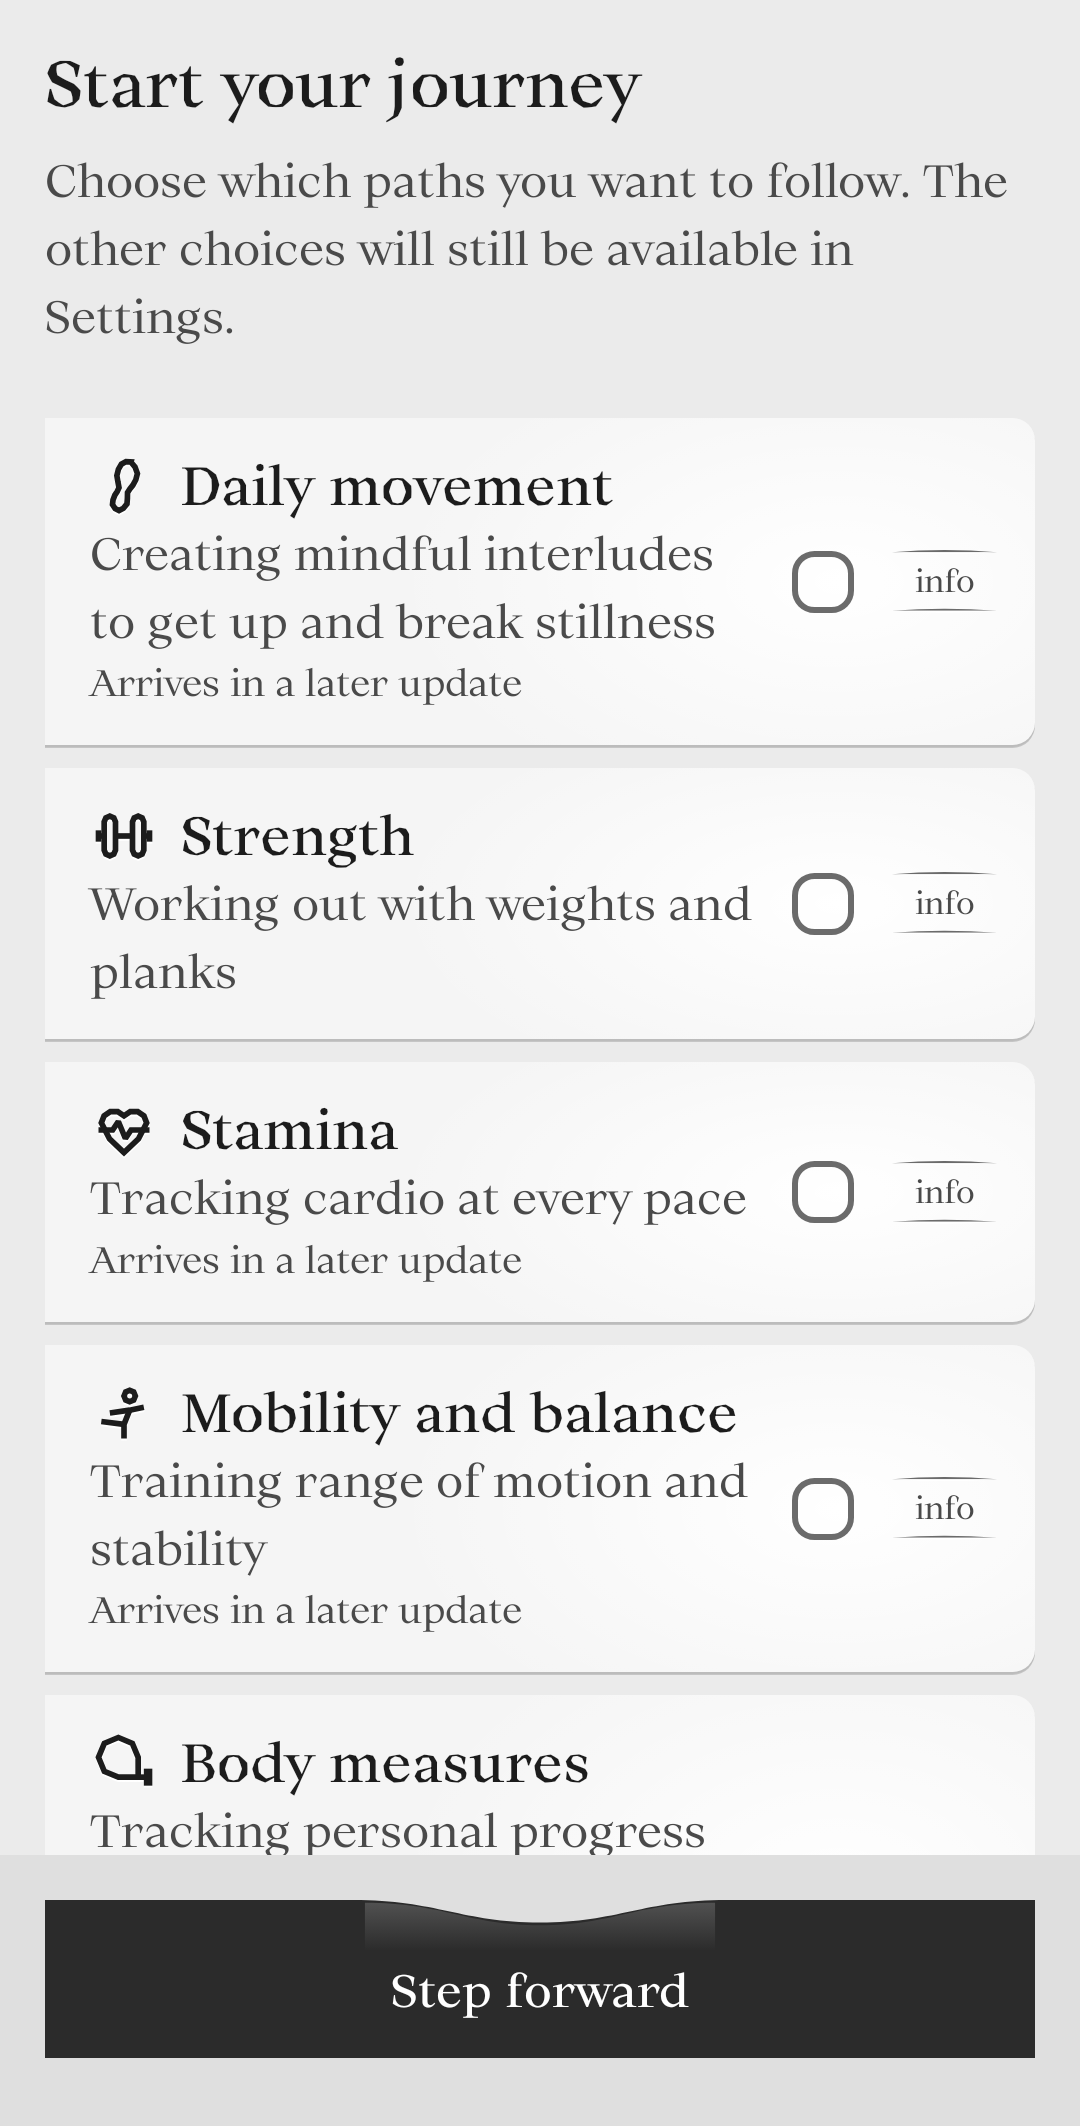 Start your journey
Choose which paths you want to follow. The
other choices will still be available in
Settings.
Daily movement
Creating mindful interludes
to get up and break stillness
Arrives in a later update
info
Strength
Working out with weights and
planks
info
Stamina
Tracking cardio at every pace
Arrives in a later update
info
Mobility and balance
Training range of motion and
stability
Arrives in a later update
info
Body measures
Tracking personal progress
Step forward